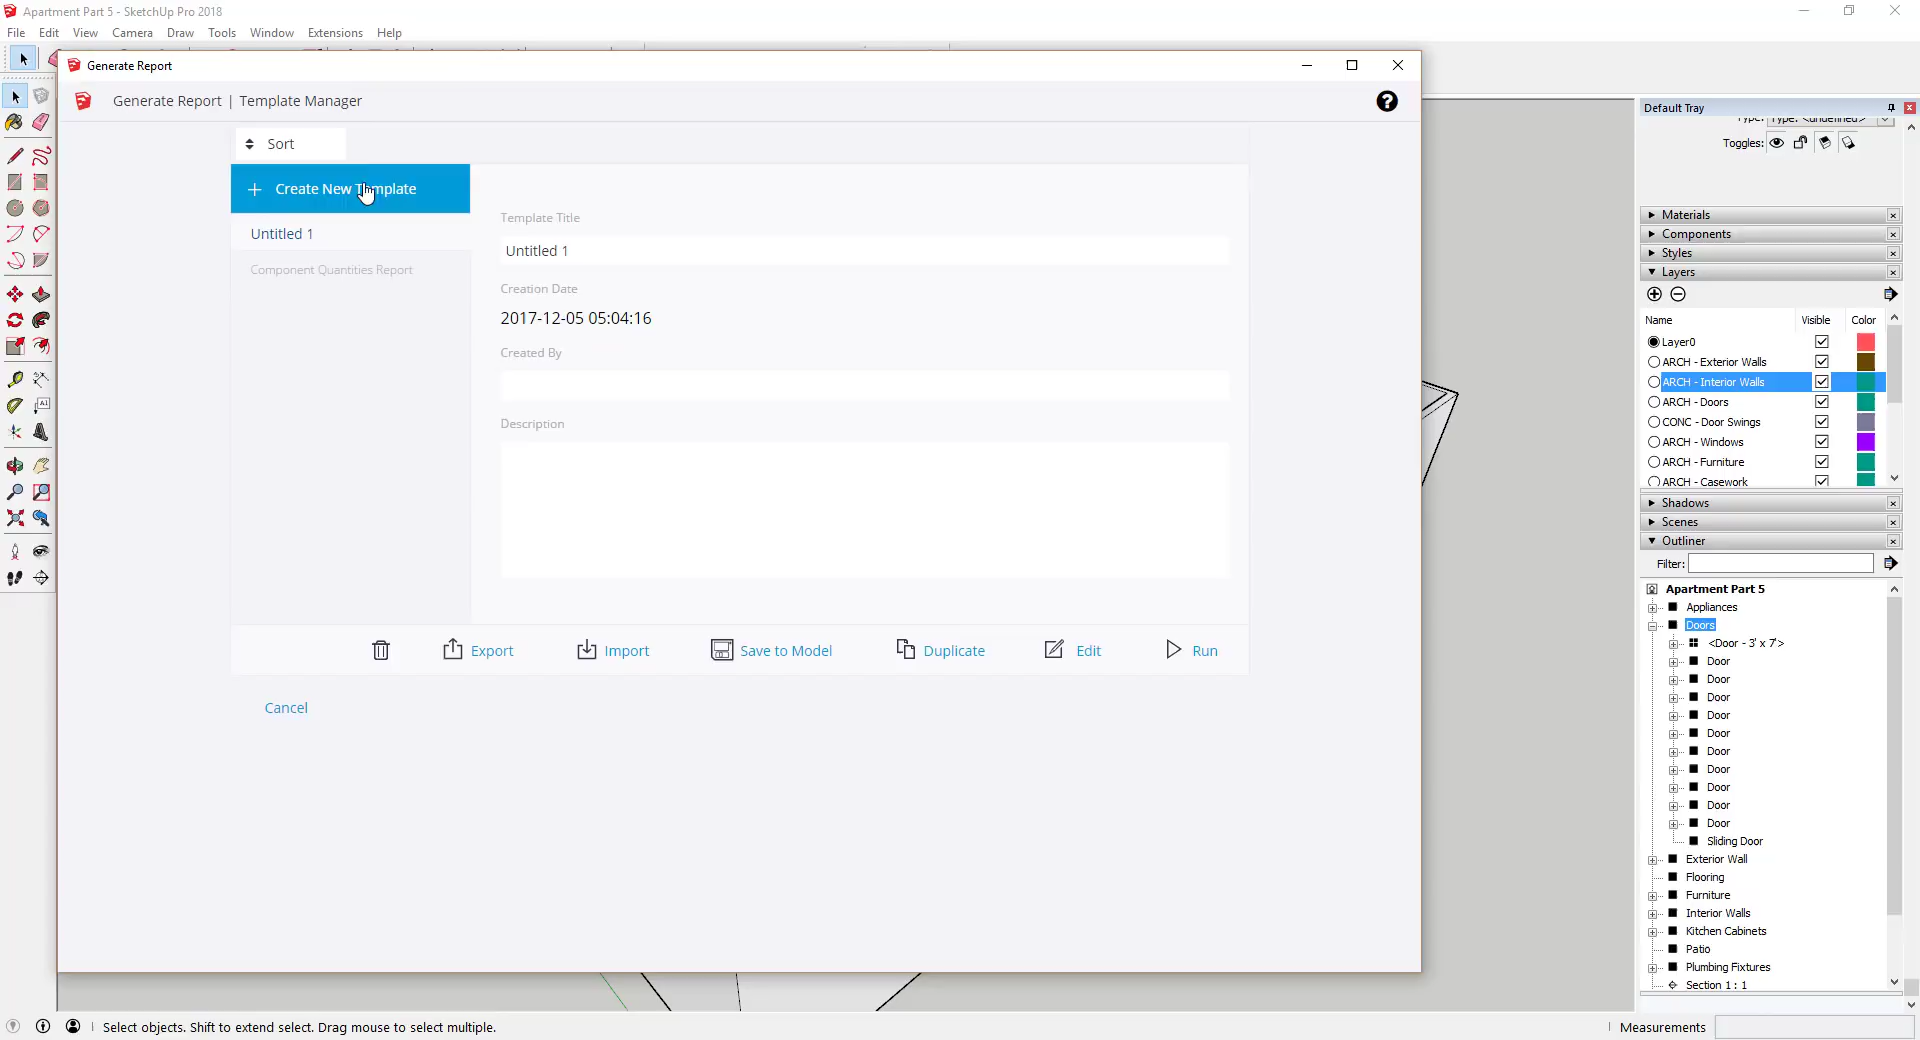 Apartment Part 5 - SketchUp Pro 2018
File Edit View Camera Draw Tools Window Extensions Help
Generate Report
Generate Report | Template Manager
Sort
Create New Template
Untitled 1
Component Quantities Report
Template Title
Untitled 1
Creation Date
2017-12-05 05:04:16
Created By
Description
Export Import Save to Model Duplicate Edit Run
Cancel
Default Tray
Type: Type: <undefined>
Toggles:
Materials
Components
Styles
Layers
Name Visible Color
Layer0
ARCH - Exterior Walls
ARCH - Interior Walls
ARCH - Doors
CONC - Door Swings
ARCH - Windows
ARCH - Furniture
ARCH - Casework
Shadows
Scenes
Outliner
Filter:
Apartment Part 5
Appliances
Doors
<Door - 3' x 7'>
Door
Door
Door
Door
Door
Door
Door
Door
Door
Door
Sliding Door
Exterior Wall
Flooring
Furniture
Interior Walls
Kitchen Cabinets
Patio
Plumbing Fixtures
Section 1 : 1
Select objects. Shift to extend select. Drag mouse to select multiple.
Measurements